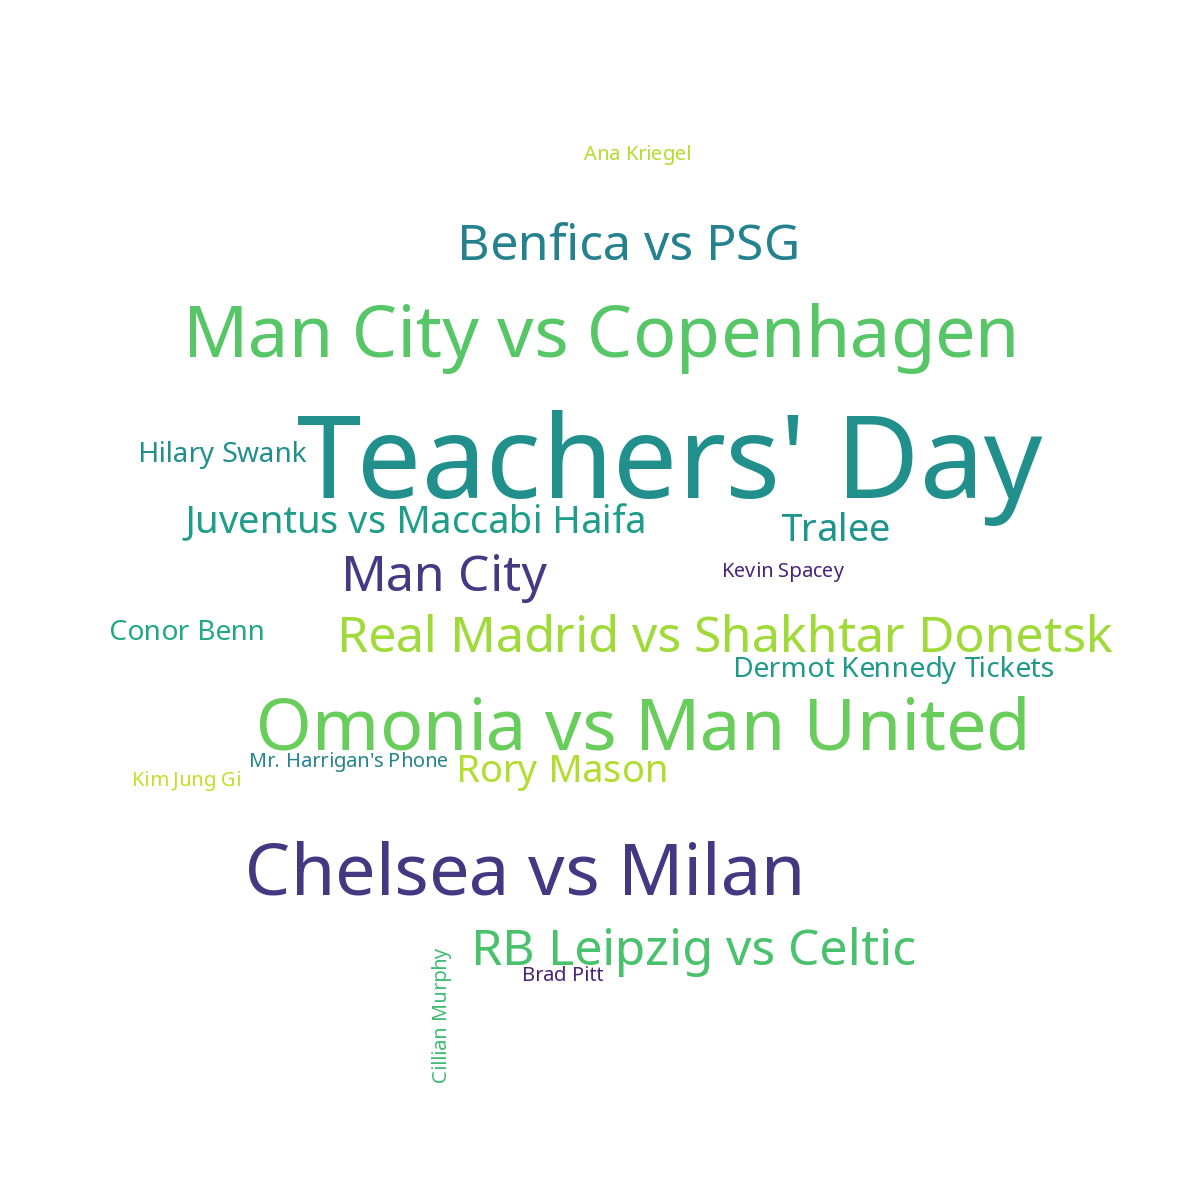 Ana Kriegel
Benfica vs PSG
Man City vs Copenhagen
Teachers' Day
Hilary Swank
Juventus vs Maccabi Haifa
Tralee
Man City
Kevin Spacey
Conor Benn
Real Madrid vs Shakhtar Donetsk
Dermot Kennedy Tickets
Omonia vs Man United
Mr. Harrigan's Phone
Rory Mason
Kim Jung Gi
Chelsea vs Milan
RB Leipzig vs Celtic
Brad Pitt
Cillian Murphy